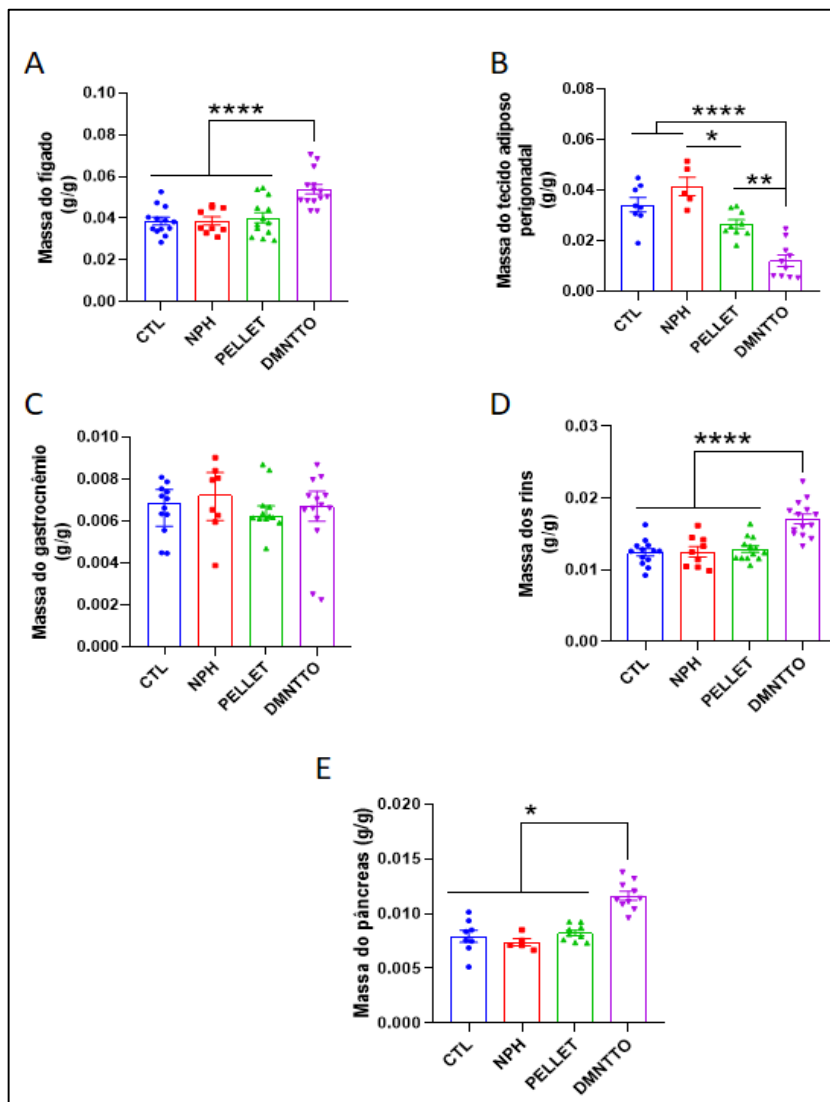 A
Massa do fígado
(g/g)
0.10
0.08
0.06
0.04
0.02
0.00
****
CTL
NPH
PELLET
DMNTTO
B
Massa do tecido adiposo
perigonadal
(g/g)
0.08
0.06
0.04
0.02
0.00
****
*
**
CTL
NPH
PELLET
DMNTTO
C
Massa do gastrocnêmio
(g/g)
0.010
0.008
0.006
0.004
0.002
0.000
CTL
NPH
PELLET
DMNTTO
D
Massa dos rins
(g/g)
0.03
0.02
0.01
0.00
****
CTL
NPH
PELLET
DMNTTO
E
Massa do pâncreas (g/g)
0.020
0.015
0.010
0.005
0.000
*
CTL
NPH
PELLET
DMNTTO